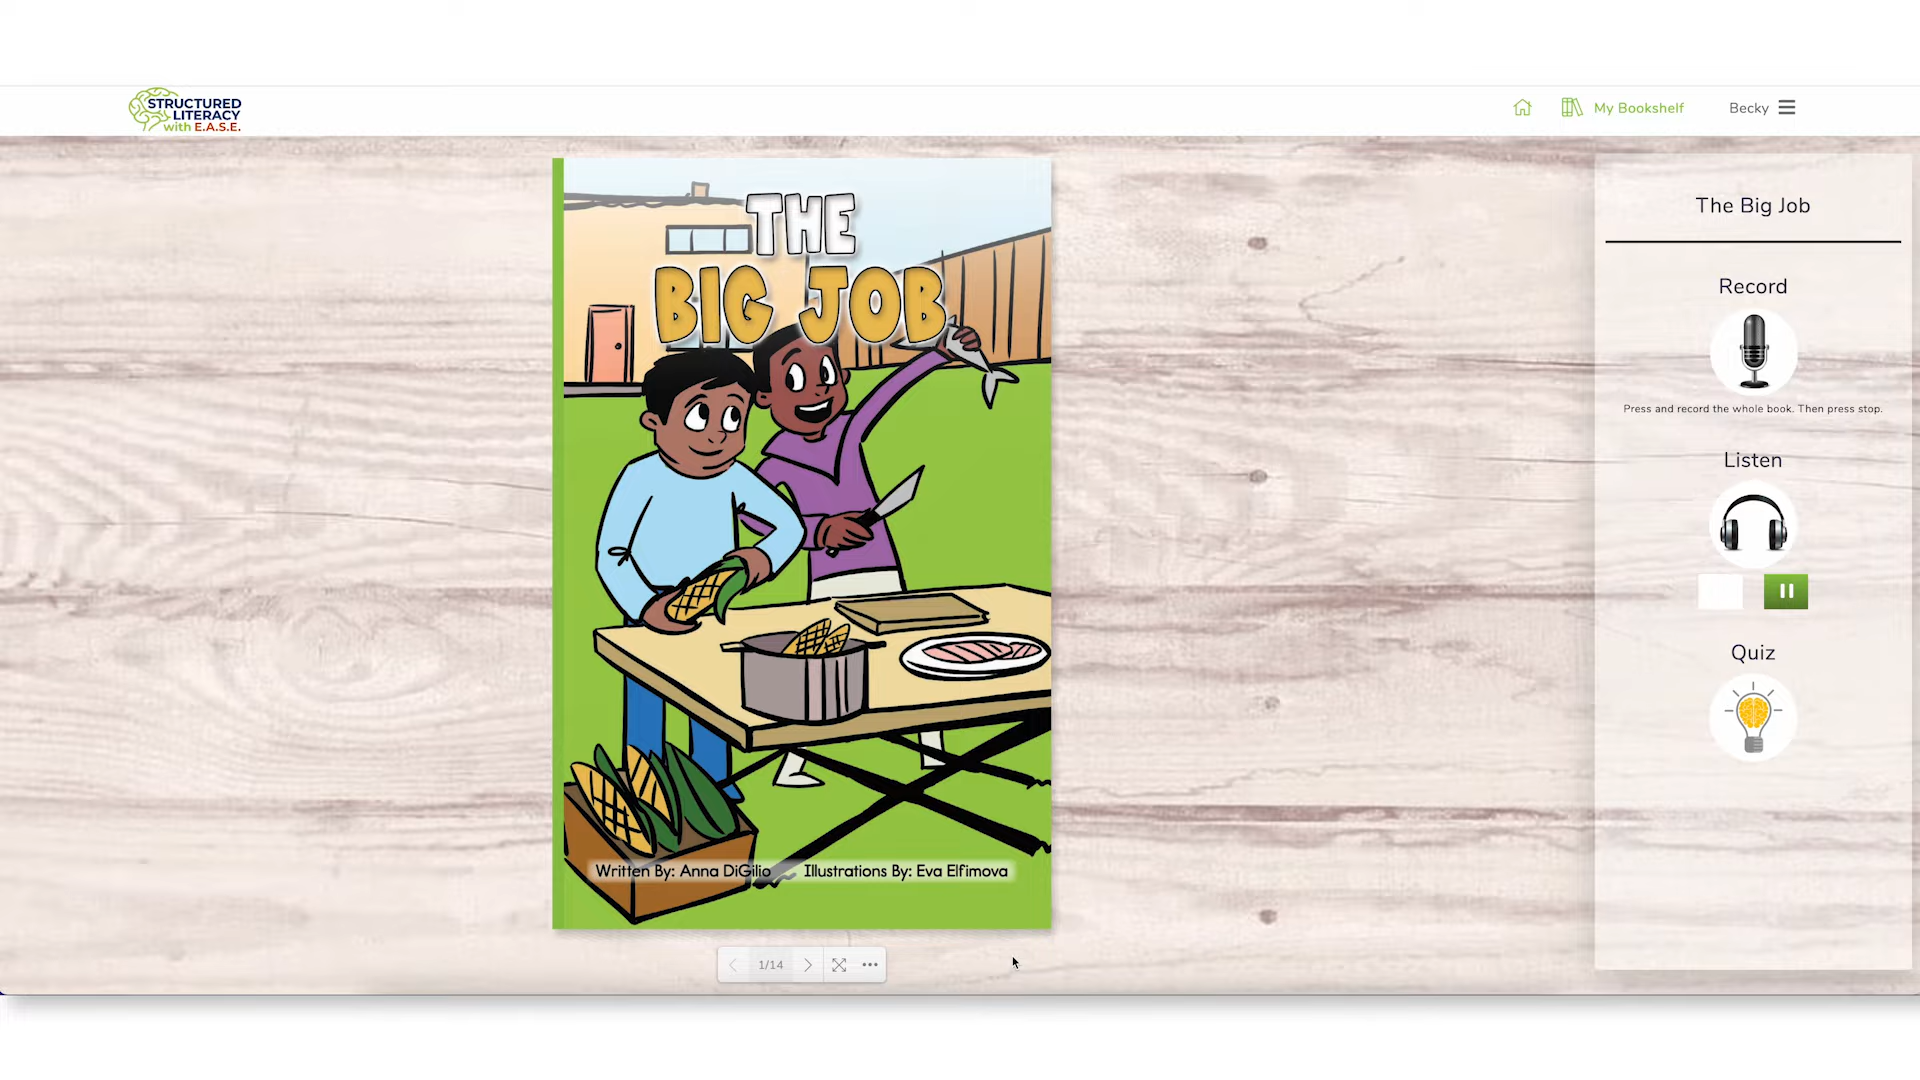 STRUCTURED
LITERACY
with E.A.S.E.
My Bookshelf
Becky
THE
BIG JOB
Written By: Anna DiGilio
Illustrations By: Eva Elfimova
1/14
The Big Job
Record
Press and record the whole book. Then press stop.
Listen
Quiz